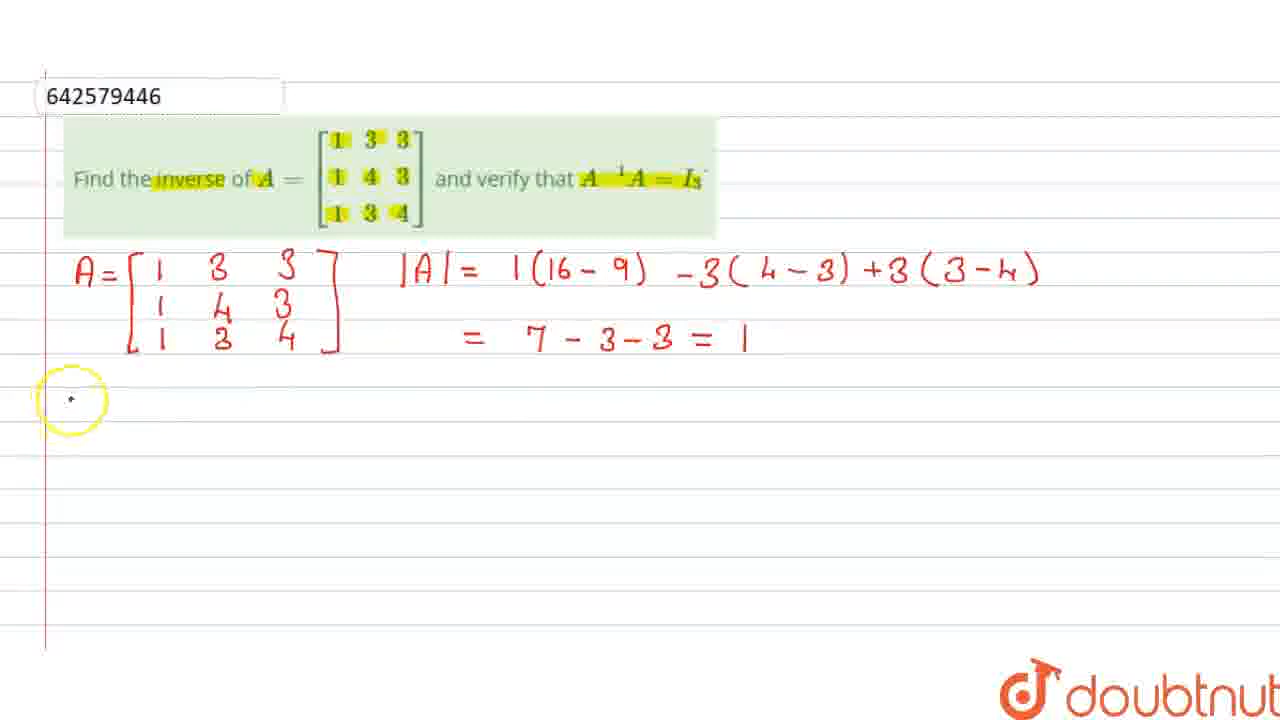 642579446
Find the inverse of A = [1 3 3
1 4 3
1 3 4] and verify that A ¹A = I₃
A = [1 3 3
1 4 3
1 3 4]
|A| = 1(16 - 9) - 3(4 - 3) + 3(3 - 4)
= 7 - 3 - 3 = 1
doubtnut